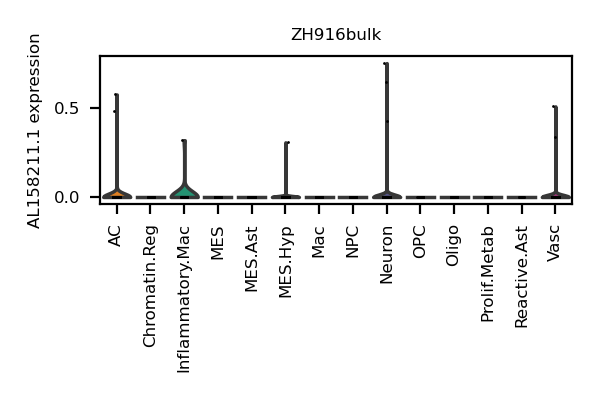 ZH916bulk
AL158211.1 expression
0.5
0.0
AC
Chromatin.Reg
Inflammatory.Mac
MES
MES.Ast
MES.Hyp
Mac
NPC
Neuron
OPC
Oligo
Prolif.Metab
Reactive.Ast
Vasc